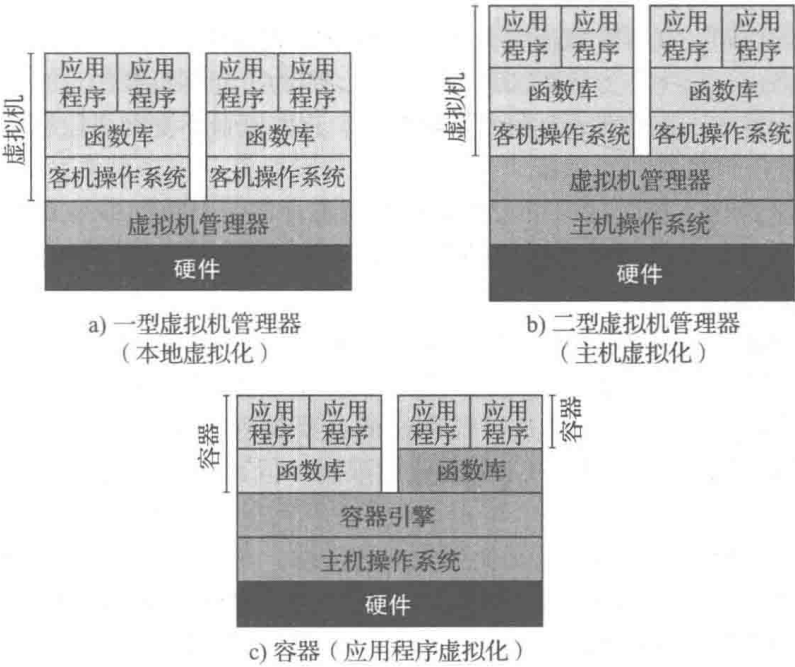 虚拟机
应用程序 应用程序 应用程序 应用程序
函数库 函数库
客机操作系统 客机操作系统
虚拟机管理器
硬件
a) 一型虚拟机管理器
（本地虚拟化）
虚拟机
应用程序 应用程序 应用程序 应用程序
函数库 函数库
客机操作系统 客机操作系统
虚拟机管理器
主机操作系统
硬件
b) 二型虚拟机管理器
（主机虚拟化）
容器
应用程序 应用程序 应用程序 应用程序
容器
函数库 函数库
容器引擎
主机操作系统
硬件
c) 容器（应用程序虚拟化）